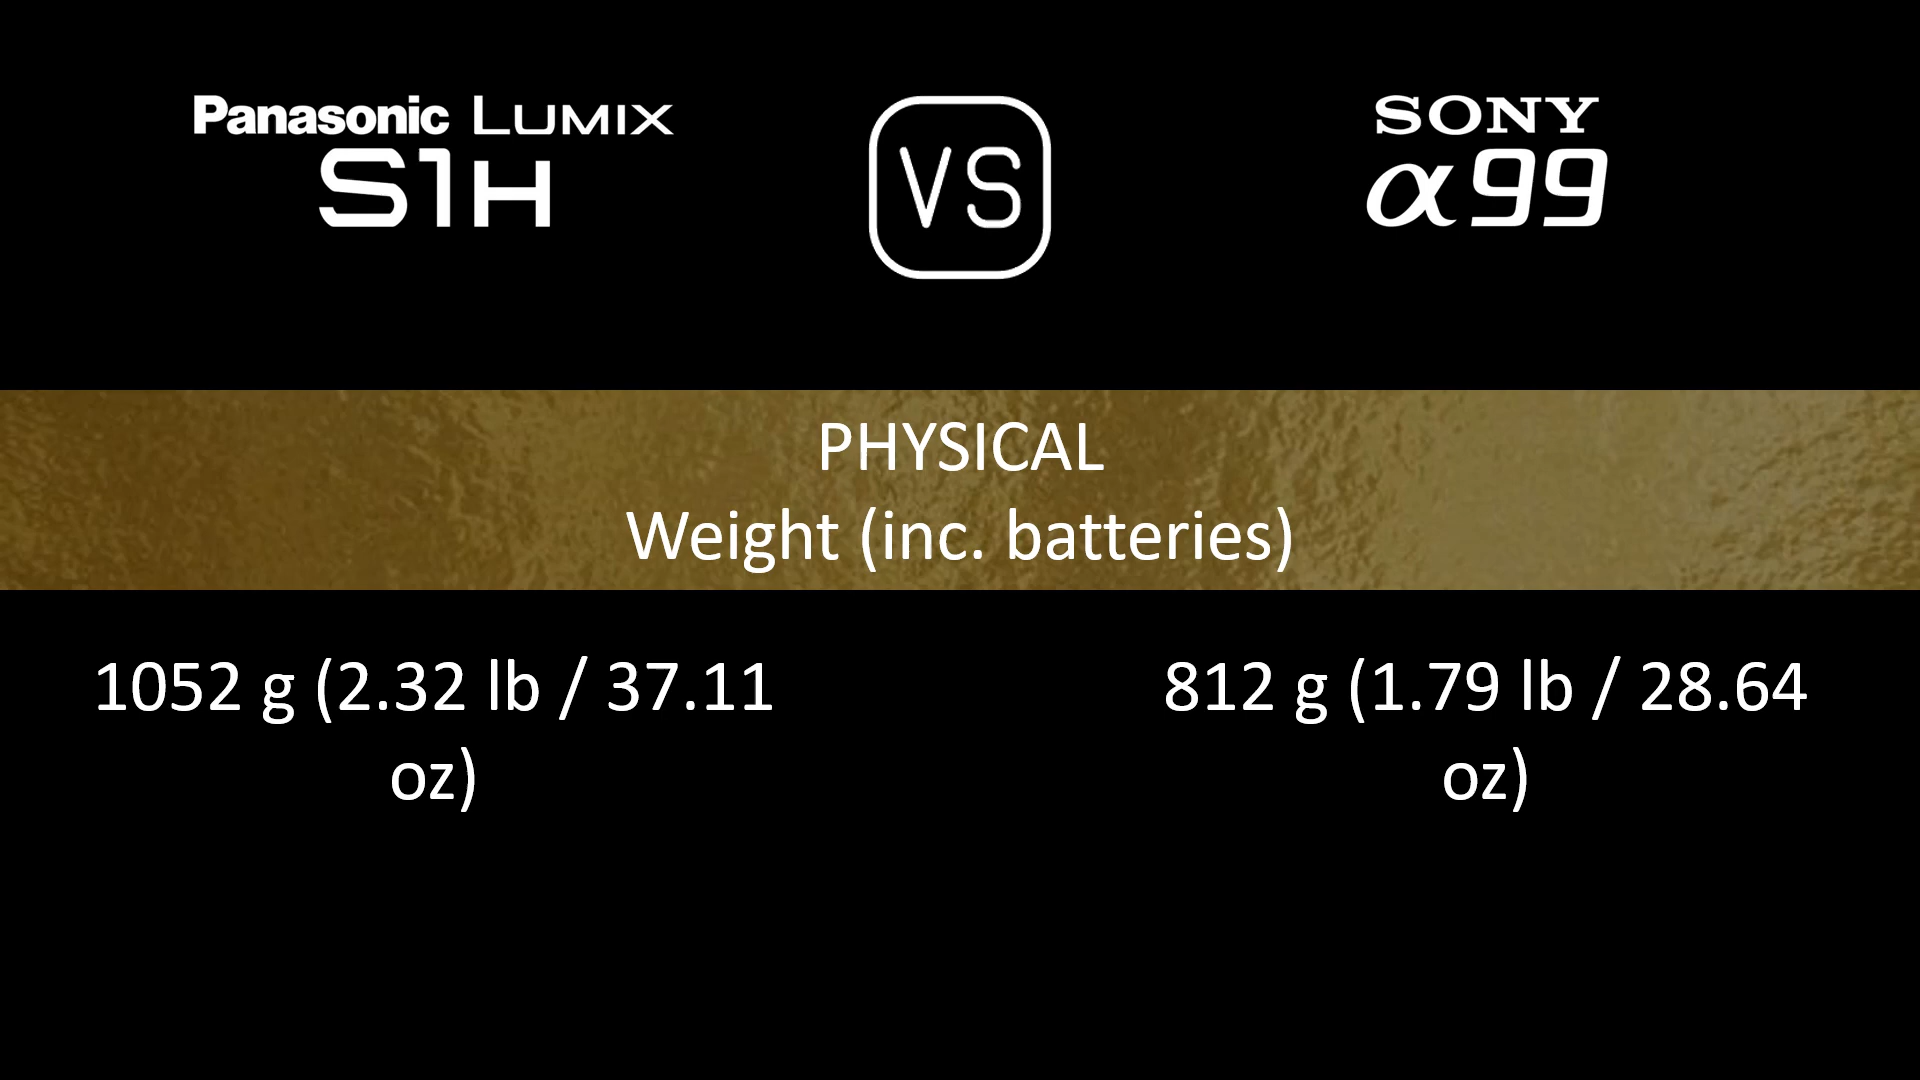 Panasonic LUMIX
S1H
VS
SONY
α99
PHYSICAL
Weight (inc. batteries)
1052 g (2.32 lb / 37.11
oz)
812 g (1.79 lb / 28.64
oz)